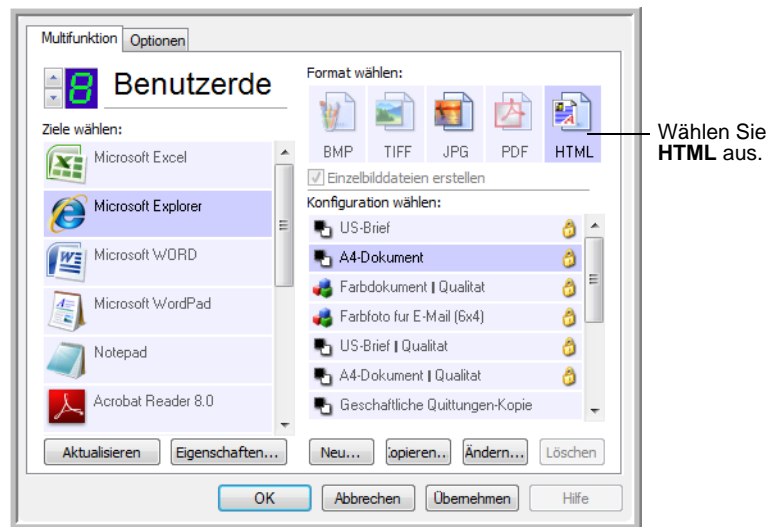 Multifunktion
Optionen
8
Benutzerde
Ziele wählen:
Microsoft Excel
Microsoft Explorer
Microsoft WORD
Microsoft WordPad
Notepad
Acrobat Reader 8.0
Aktualisieren
Eigenschaften...
Format wählen:
BMP
TIFF
JPG
PDF
HTML
Einzelbilddateien erstellen
Konfiguration wählen:
US-Brief
A4-Dokument
Farbdokument | Qualitat
Farbfoto fur E-Mail (6x4)
US-Brief | Qualitat
A4-Dokument | Qualitat
Geschaftliche Quittungen-Kopie
Neu...
opieren..
Ändern...
Löschen
OK
Abbrechen
Übernehmen
Hilfe
Wählen Sie
HTML aus.